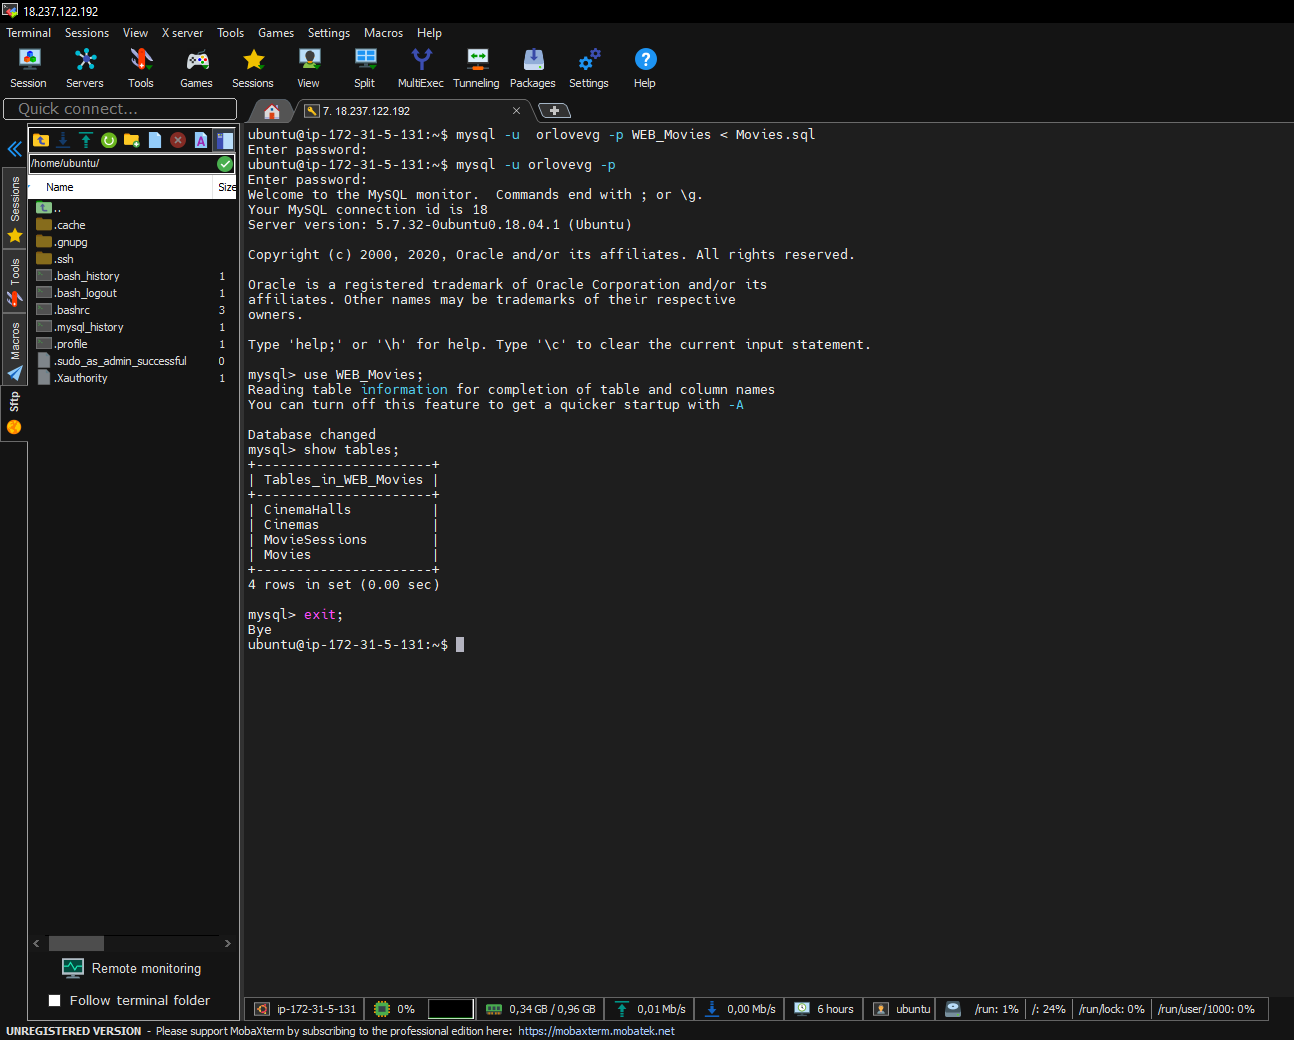 18.237.122.192
Terminal Sessions View X server Tools Games Settings Macros Help
Session Servers Tools Games Sessions View Split MultiExec Tunneling Packages Settings Help
Quick connect...
7. 18.237.122.192
/home/ubuntu/
Name Size
..
.cache
.gnupg
.ssh
.bash_history 1
.bash_logout 1
.bashrc 3
.mysql_history 1
.profile 1
.sudo_as_admin_successful 0
.Xauthority 1
Sessions
Tools
Macros
Sftp
Remote monitoring
Follow terminal folder
ubuntu@ip-172-31-5-131:~$ mysql -u  orlovevg -p WEB_Movies < Movies.sql
Enter password:
ubuntu@ip-172-31-5-131:~$ mysql -u orlovevg -p
Enter password:
Welcome to the MySQL monitor.  Commands end with ; or \g.
Your MySQL connection id is 18
Server version: 5.7.32-0ubuntu0.18.04.1 (Ubuntu)
Copyright (c) 2000, 2020, Oracle and/or its affiliates. All rights reserved.
Oracle is a registered trademark of Oracle Corporation and/or its
affiliates. Other names may be trademarks of their respective
owners.
Type 'help;' or '\h' for help. Type '\c' to clear the current input statement.
mysql> use WEB_Movies;
Reading table information for completion of table and column names
You can turn off this feature to get a quicker startup with -A
Database changed
mysql> show tables;
+----------------------+
| Tables_in_WEB_Movies |
+----------------------+
| CinemaHalls          |
| Cinemas              |
| MovieSessions        |
| Movies               |
+----------------------+
4 rows in set (0.00 sec)
mysql> exit;
Bye
ubuntu@ip-172-31-5-131:~$
ip-172-31-5-131 0% 0,34 GB / 0,96 GB 0,01 Mb/s 0,00 Mb/s 6 hours ubuntu /run: 1% /: 24% /run/lock: 0% /run/user/1000: 0%
UNREGISTERED VERSION - Please support MobaXterm by subscribing to the professional edition here: https://mobaxterm.mobatek.net